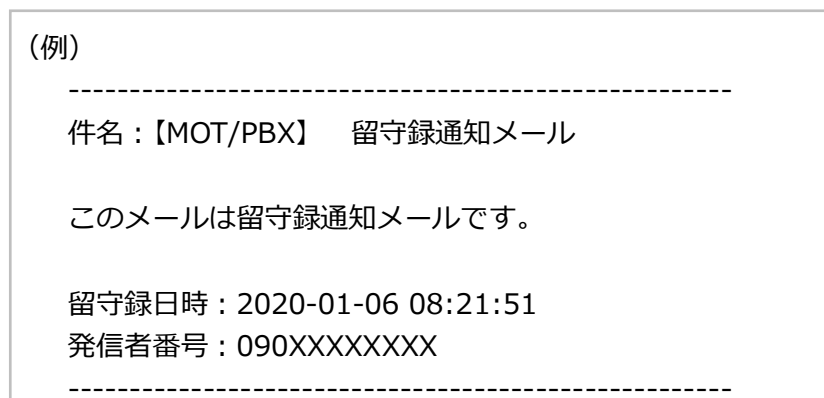 （例）
------------------------------------------------------
件名：【MOT/PBX】　留守録通知メール
このメールは留守録通知メールです。
留守録日時：2020-01-06 08:21:51
発信者番号：090XXXXXXXX
------------------------------------------------------